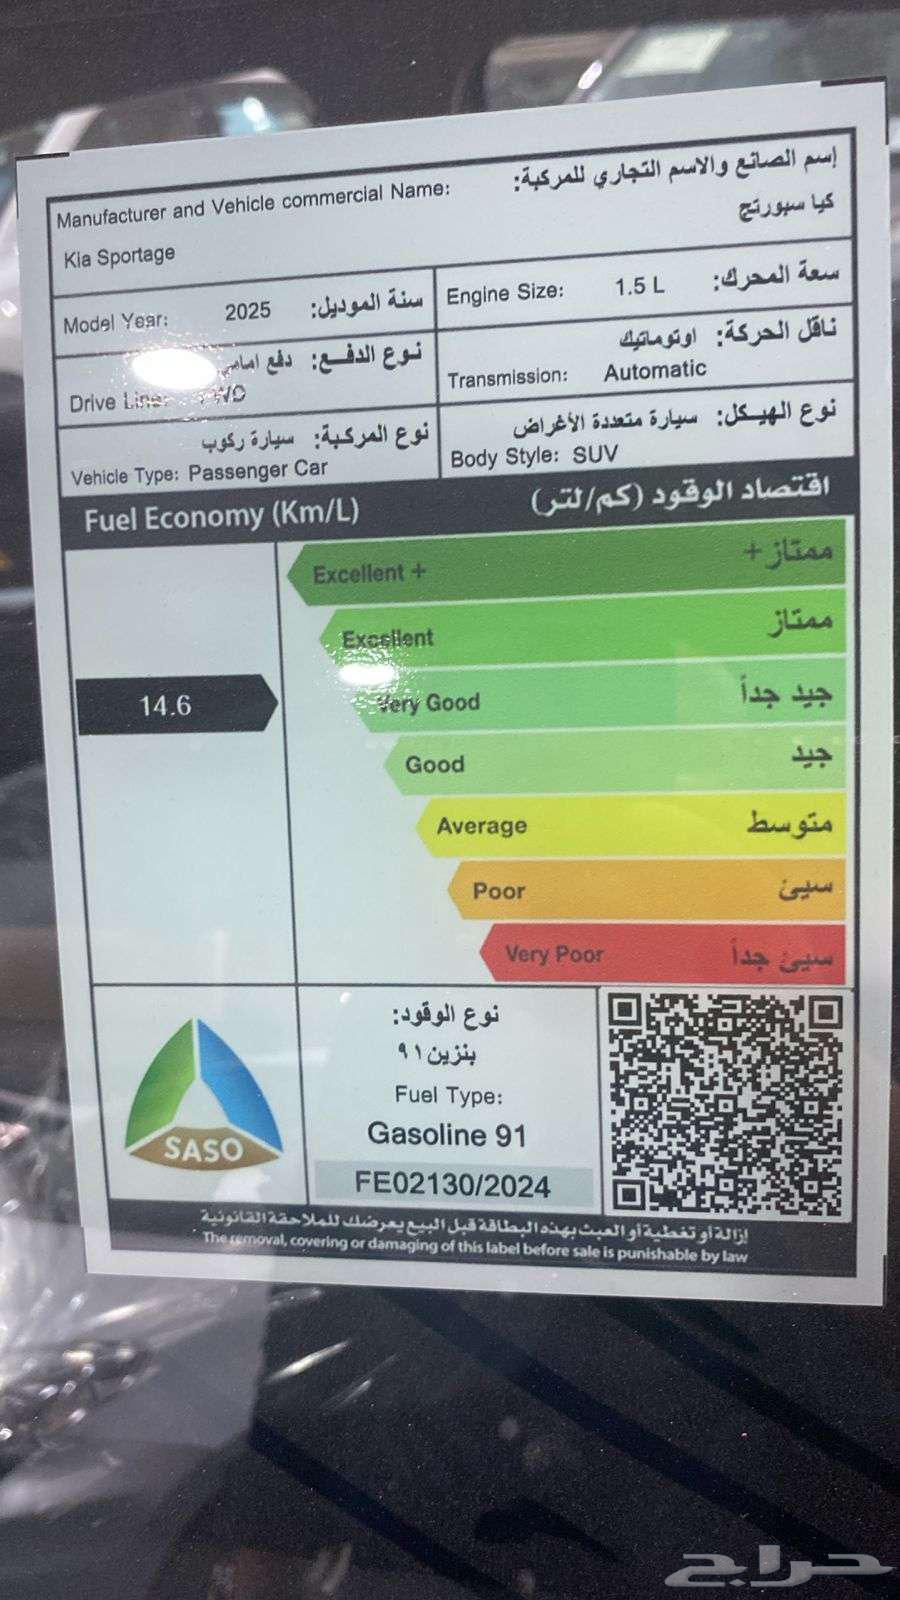 إسم الصانع والاسم التجاري للمركبة:
Manufacturer and Vehicle commercial Name:
كيا سبورتج
Kia Sportage
Model Year: 2025 سنة الموديل:
Engine Size: 1.5 L سعة المحرك:
نوع الدفع: دفع امامي
Drive Line:
ناقل الحركة: اوتوماتيك
Transmission: Automatic
نوع المركبة: سيارة ركوب
Vehicle Type: Passenger Car
نوع الهيكل: سيارة متعددة الأغراض
Body Style: SUV
Fuel Economy (Km/L) اقتصاد الوقود (كم/لتر)
Excellent + ممتاز +
Excellent ممتاز
14.6
Very Good جيد جداً
Good جيد
Average متوسط
Poor سيئ
Very Poor سيئ جداً
SASO
نوع الوقود:
بنزين ٩١
Fuel Type:
Gasoline 91
FE02130/2024
إزالة أو تغطية أو العبث بهذه البطاقة قبل البيع يعرضك للملاحقة القانونية
The removal, covering or damaging of this label before sale is punishable by law
حراج